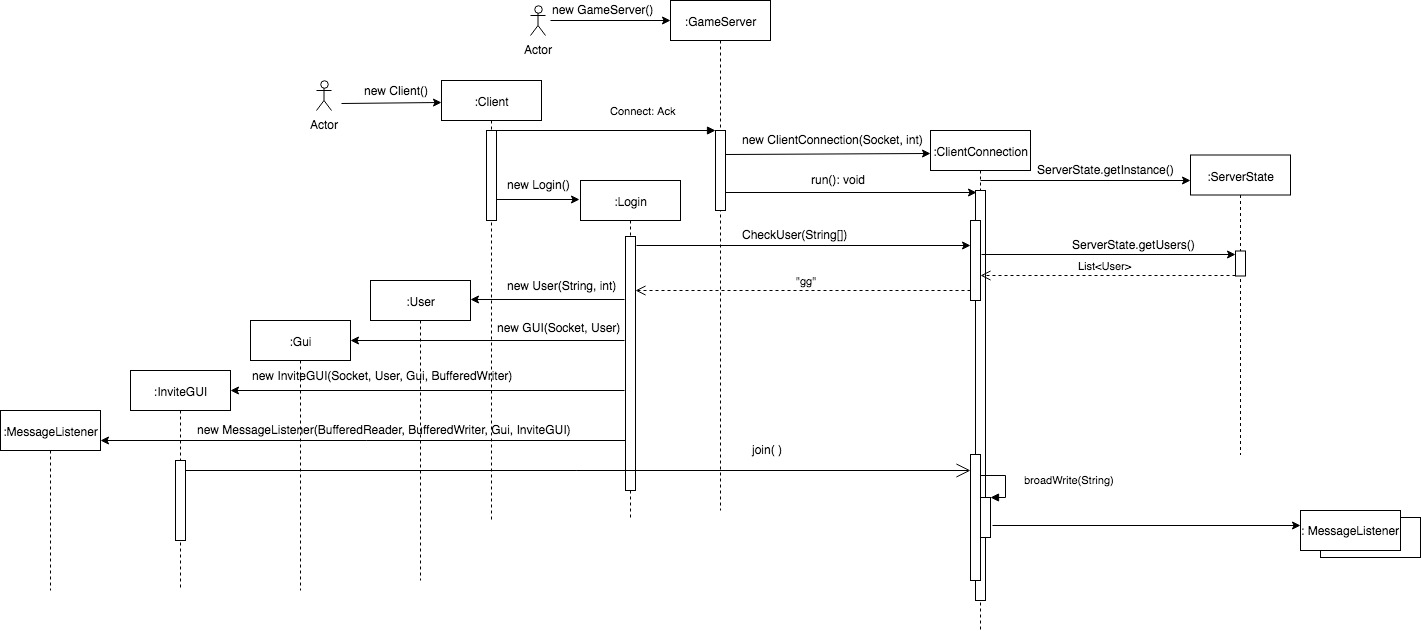 new GameServer()
:GameServer
Actor
new Client()
:Client
Actor
Connect: Ack
new ClientConnection(Socket, int)
:ClientConnection
ServerState.getInstance()
:ServerState
new Login()
:Login
run(): void
CheckUser(String[])
ServerState.getUsers()
List<User>
"gg"
new User(String, int)
:User
new GUI(Socket, User)
:Gui
new InviteGUI(Socket, User, Gui, BufferedWriter)
:InviteGUI
new MessageListener(BufferedReader, BufferedWriter, Gui, InviteGUI)
:MessageListener
join( )
broadWrite(String)
: MessageListener